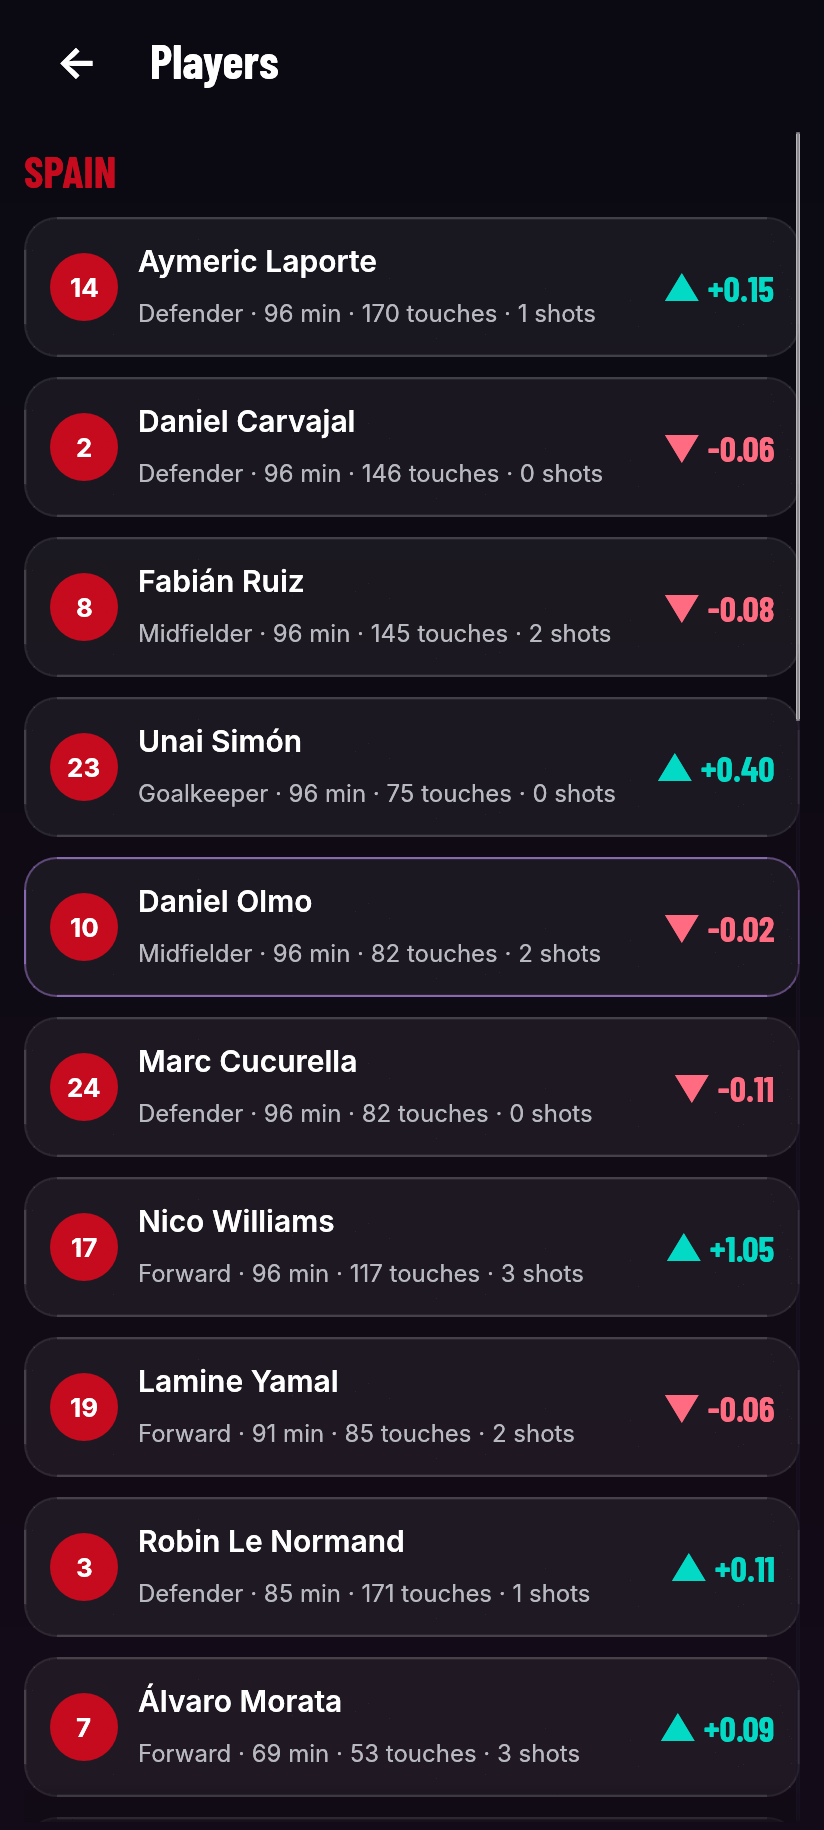 Players
SPAIN
14
Aymeric Laporte
Defender · 96 min · 170 touches · 1 shots
▲ +0.15
2
Daniel Carvajal
Defender · 96 min · 146 touches · 0 shots
▼ -0.06
8
Fabián Ruiz
Midfielder · 96 min · 145 touches · 2 shots
▼ -0.08
23
Unai Simón
Goalkeeper · 96 min · 75 touches · 0 shots
▲ +0.40
10
Daniel Olmo
Midfielder · 96 min · 82 touches · 2 shots
▼ -0.02
24
Marc Cucurella
Defender · 96 min · 82 touches · 0 shots
▼ -0.11
17
Nico Williams
Forward · 96 min · 117 touches · 3 shots
▲ +1.05
19
Lamine Yamal
Forward · 91 min · 85 touches · 2 shots
▼ -0.06
3
Robin Le Normand
Defender · 85 min · 171 touches · 1 shots
▲ +0.11
7
Álvaro Morata
Forward · 69 min · 53 touches · 3 shots
▲ +0.09